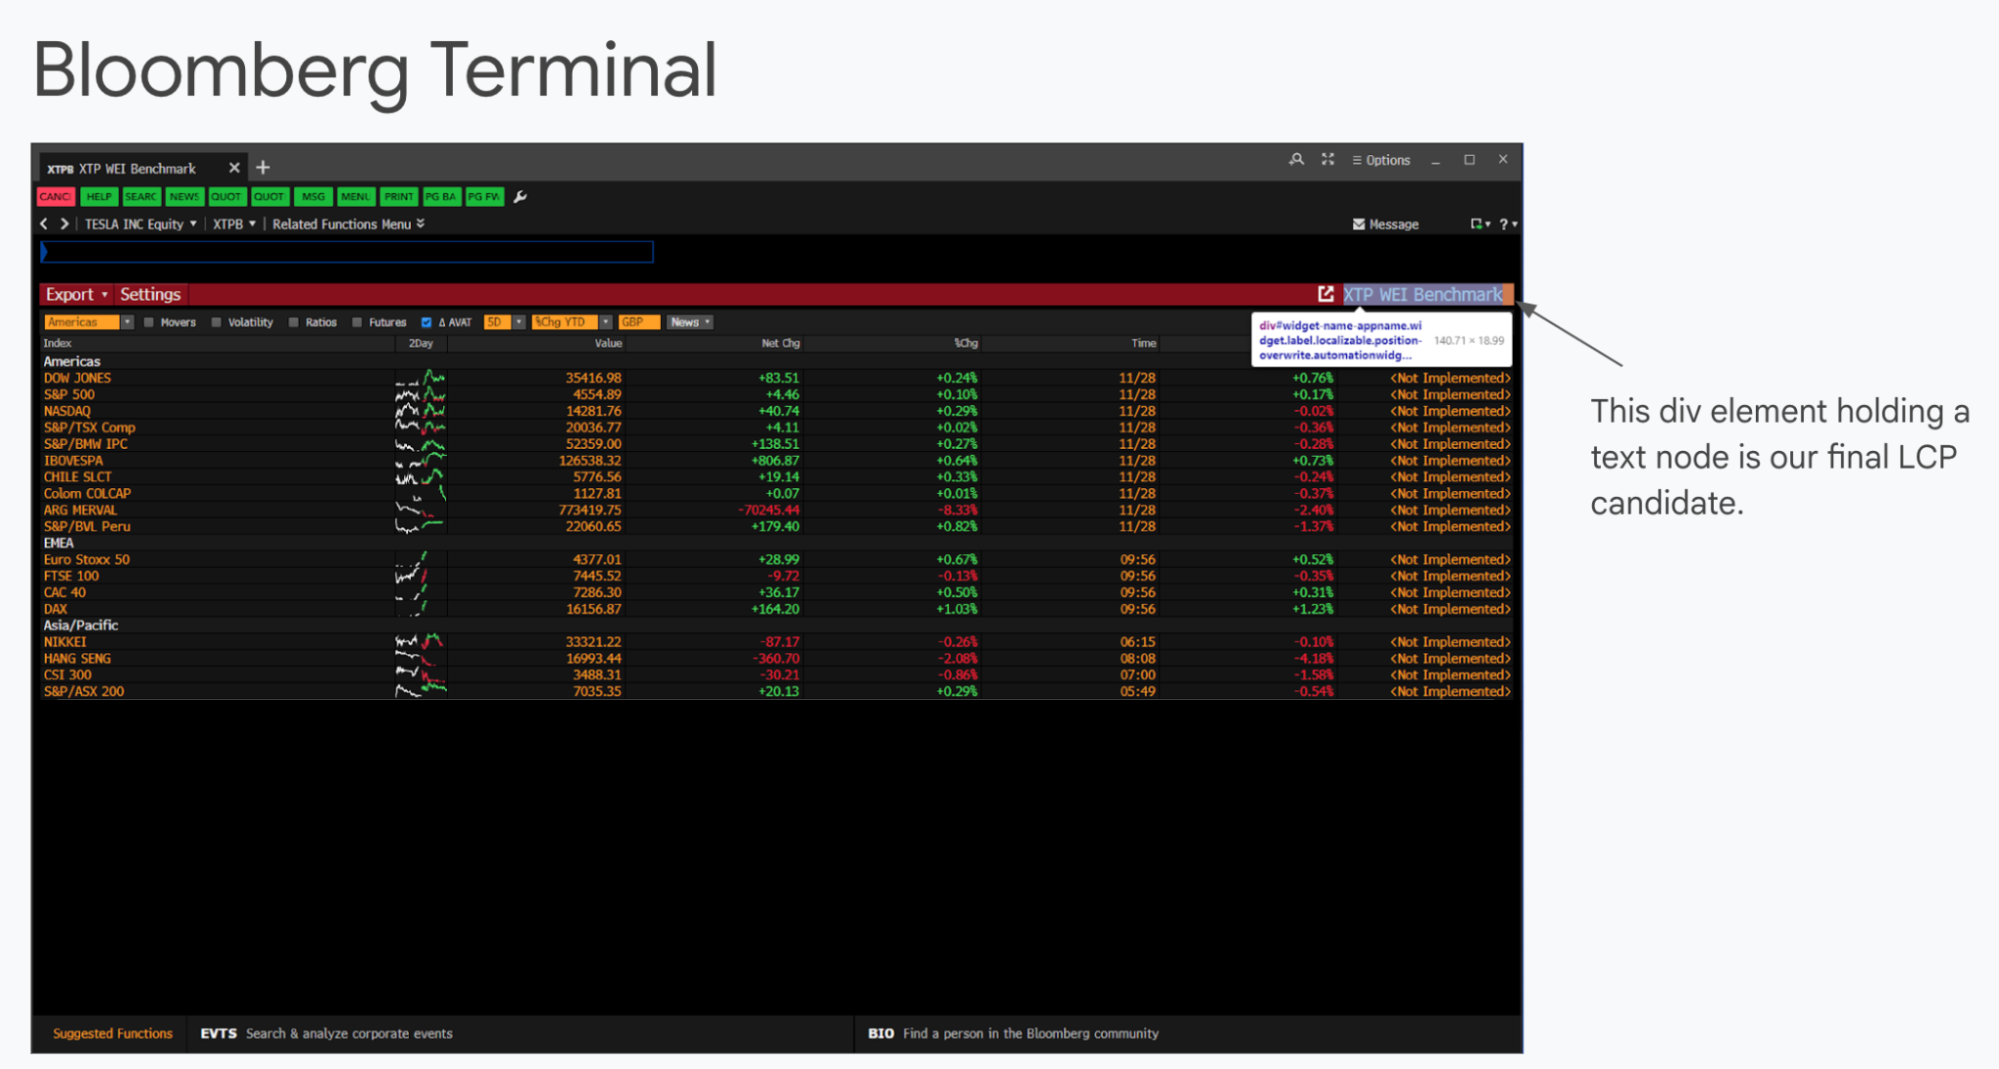 Bloomberg Terminal
XTPB XTP WEI Benchmark
Options
CANC HELP SEARC NEWS QUOT QUOT MSG MENU PRINT PG BA PG FW
TESLA INC Equity XTPB Related Functions Menu Message ?
Export Settings XTP WEI Benchmark
Americas Movers Volatility Ratios Futures Δ AVAT 5D %Chg YTD GBP News
div#widget-name-appname.wi
dget.label.localizable.position-
overwrite.automationwidg...
140.71 × 18.99
Index 2Day Value Net Chg %Chg Time
Americas
DOW JONES 35416.98 +83.51 +0.24% 11/28 +0.76% <Not Implemented>
S&P 500 4554.89 +4.46 +0.10% 11/28 +0.17% <Not Implemented>
NASDAQ 14281.76 +40.74 +0.29% 11/28 -0.02% <Not Implemented>
S&P/TSX Comp 20036.77 +4.11 +0.02% 11/28 -0.36% <Not Implemented>
S&P/BMW IPC 52359.00 +138.51 +0.27% 11/28 -0.28% <Not Implemented>
IBOVESPA 126538.32 +806.87 +0.64% 11/28 +0.73% <Not Implemented>
CHILE SLCT 5776.56 +19.14 +0.33% 11/28 -0.24% <Not Implemented>
Colom COLCAP 1127.81 +0.07 +0.01% 11/28 -0.37% <Not Implemented>
ARG MERVAL 773419.75 -70245.44 -8.33% 11/28 -2.40% <Not Implemented>
S&P/BVL Peru 22060.65 +179.40 +0.82% 11/28 -1.37% <Not Implemented>
EMEA
Euro Stoxx 50 4377.01 +28.99 +0.67% 09:56 +0.52% <Not Implemented>
FTSE 100 7445.52 -9.72 -0.13% 09:56 -0.35% <Not Implemented>
CAC 40 7286.30 +36.17 +0.50% 09:56 +0.31% <Not Implemented>
DAX 16156.87 +164.20 +1.03% 09:56 +1.23% <Not Implemented>
Asia/Pacific
NIKKEI 33321.22 -87.17 -0.26% 06:15 -0.10% <Not Implemented>
HANG SENG 16993.44 -360.70 -2.08% 08:08 -4.18% <Not Implemented>
CSI 300 3488.31 -30.21 -0.86% 07:00 -1.58% <Not Implemented>
S&P/ASX 200 7035.35 +20.13 +0.29% 05:49 -0.54% <Not Implemented>
This div element holding a
text node is our final LCP
candidate.
Suggested Functions EVTS Search & analyze corporate events BIO Find a person in the Bloomberg community